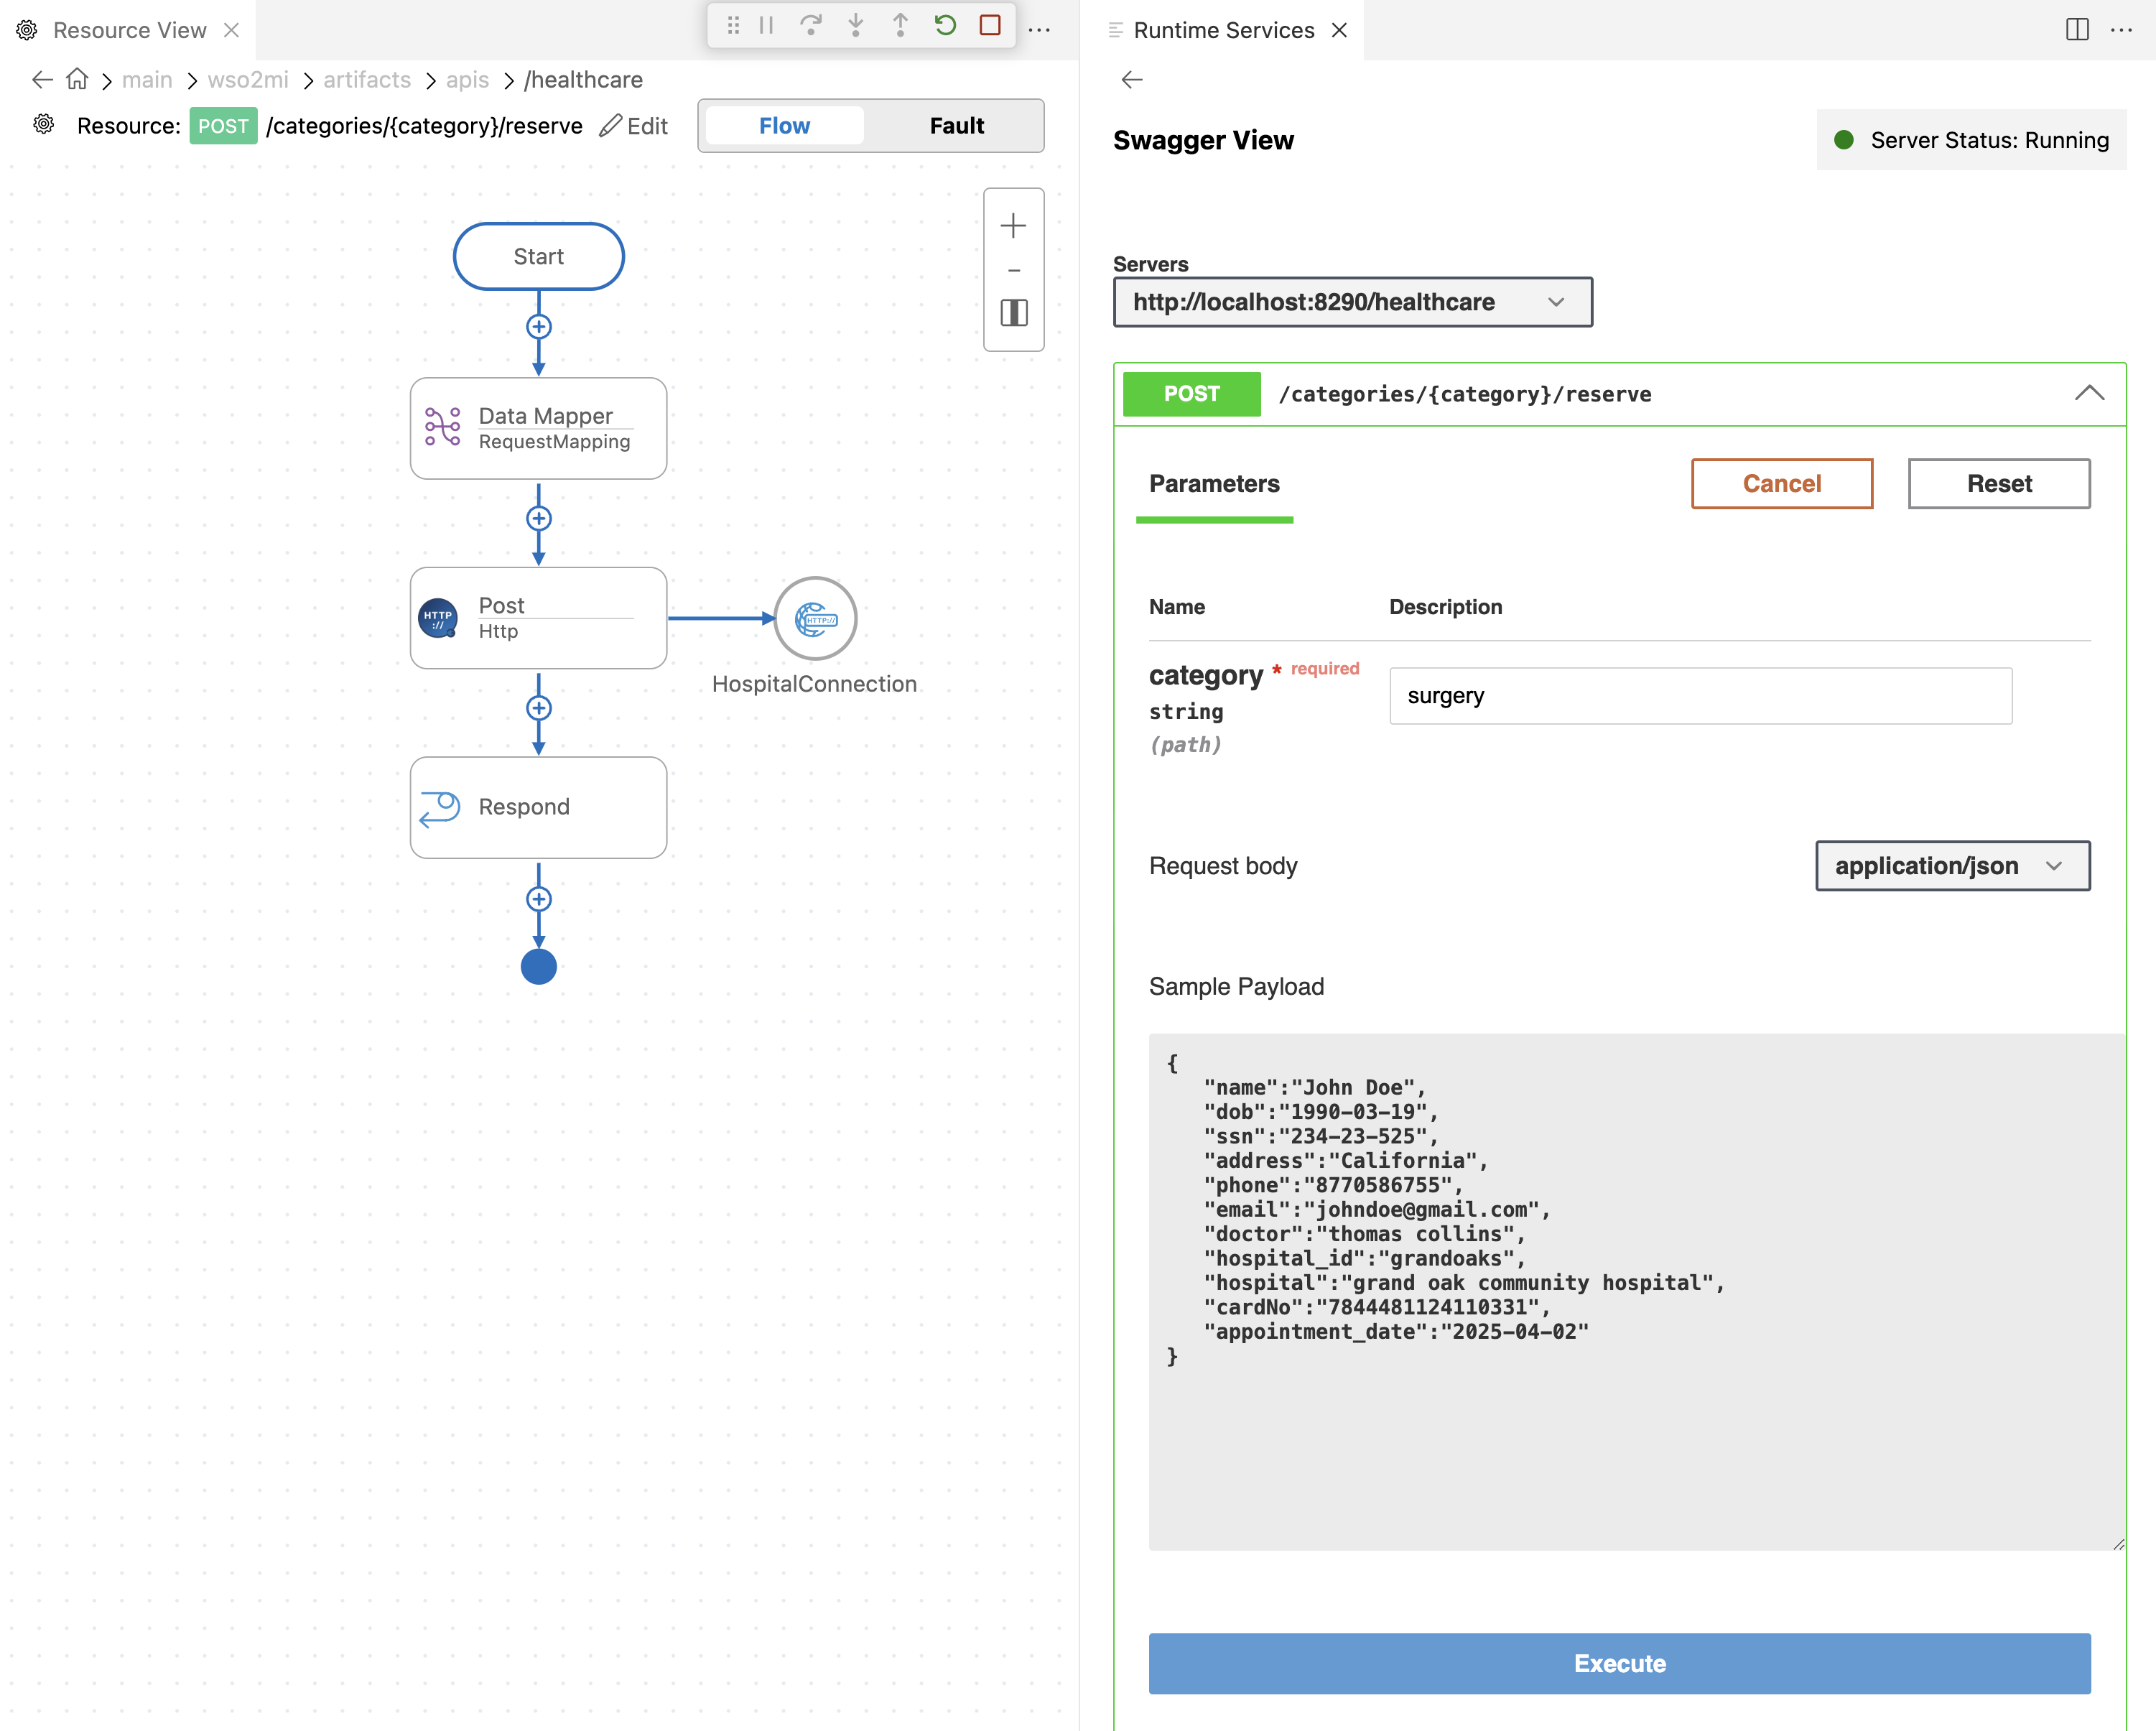 Resource View
main
wso2mi
artifacts
apis
/healthcare
Resource: POST /categories/{category}/reserve Edit
Flow
Fault
Start
Data Mapper
RequestMapping
Post
Http
HTTP
://
HTTP://
HospitalConnection
Respond
Runtime Services
Swagger View
Server Status: Running
Servers
http://localhost:8290/healthcare
POST /categories/{category}/reserve
Parameters
Cancel
Reset
Name Description
category * required
string
(path)
surgery
Request body
application/json
Sample Payload
{
"name":"John Doe",
"dob":"1990-03-19",
"ssn":"234-23-525",
"address":"California",
"phone":"8770586755",
"email":"johndoe@gmail.com",
"doctor":"thomas collins",
"hospital_id":"grandoaks",
"hospital":"grand oak community hospital",
"cardNo":"7844481124110331",
"appointment_date":"2025-04-02"
}
Execute